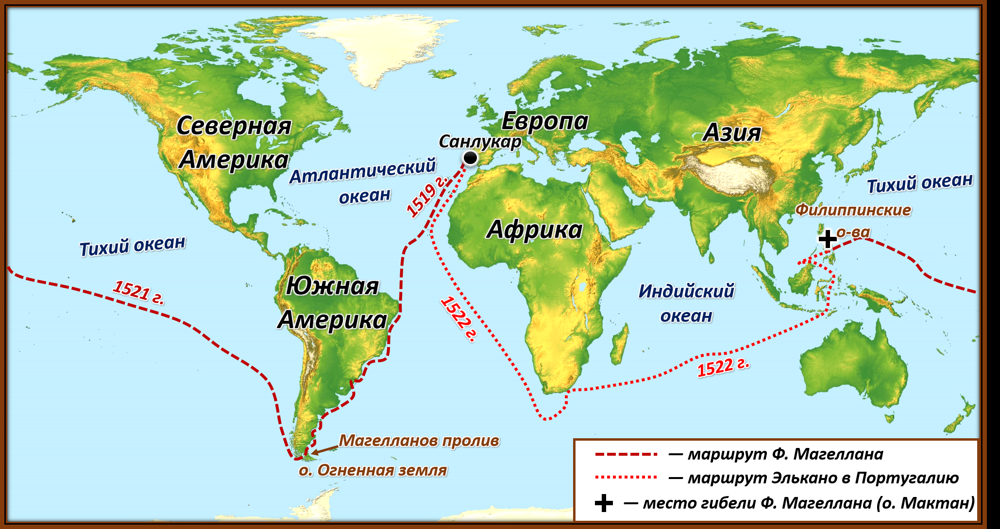 Северная
Америка
Европа
Азия
Санлукар
Атлантический
океан
1519 г.
Тихий океан
Филиппинские
о-ва
Африка
Тихий океан
1521 г.
Южная
Америка
1522 г.
Индийский
океан
1522 г.
Магелланов пролив
о. Огненная земля
— маршрут Ф. Магеллана
— маршрут Элькано в Португалию
— место гибели Ф. Магеллана (о. Мактан)